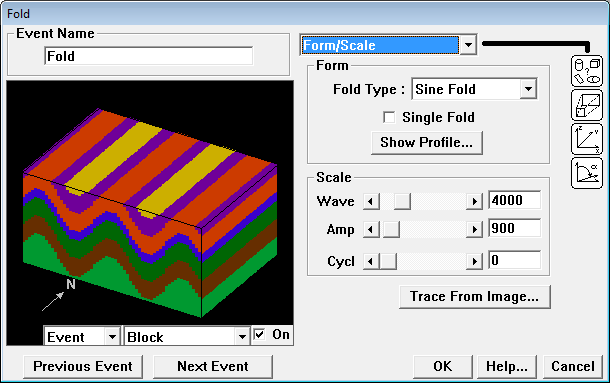 Fold
Event Name
Fold
N
Event
Block
On
Previous Event
Next Event
Form/Scale
Form
Fold Type :
Sine Fold
Single Fold
Show Profile...
Scale
Wave
4000
Amp
900
Cycl
0
Trace From Image...
X
Y
Z
α
OK
Help...
Cancel